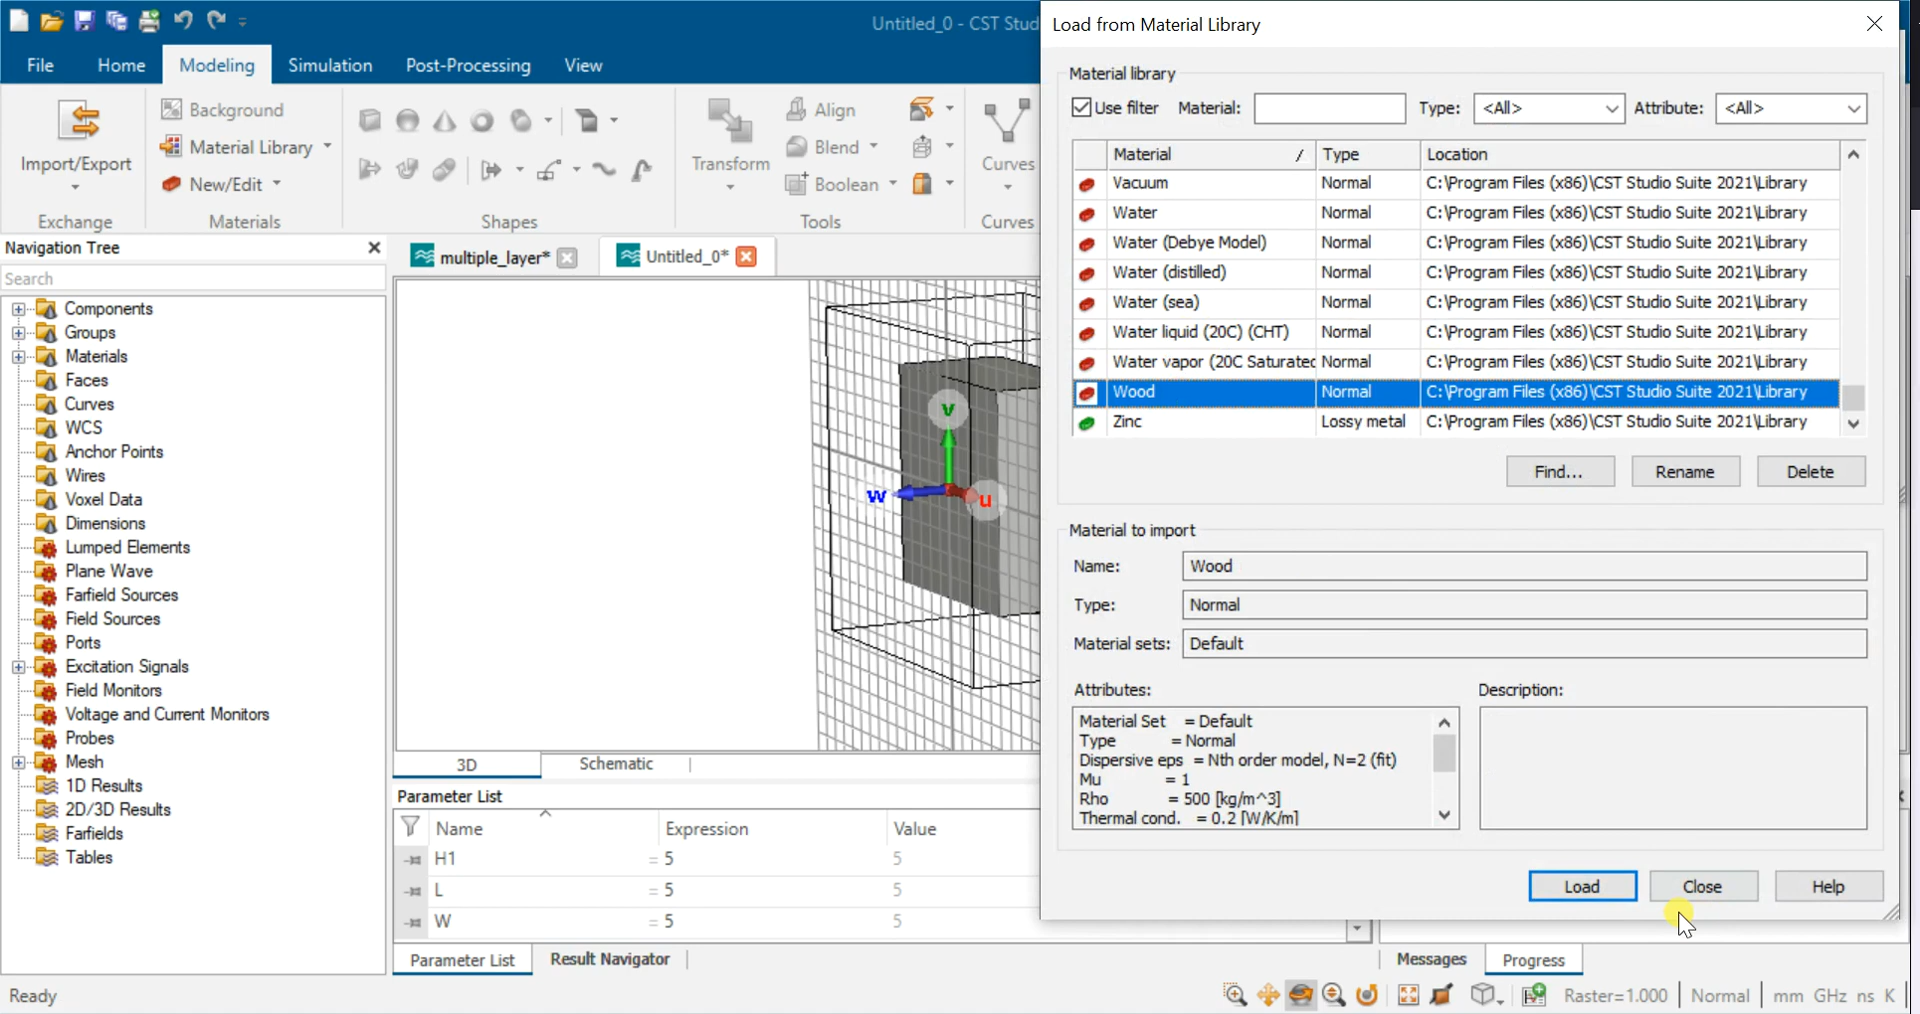 Untitled_0 - CST Stud
Load from Material Library
File
Home
Modeling
Simulation
Post-Processing
View
Import/Export
Exchange
Background
Material Library
New/Edit
Materials
Shapes
Transform
Align
Blend
Boolean
Tools
Curves
Curves
Navigation Tree
Search
Components
Groups
Materials
Faces
Curves
WCS
Anchor Points
Wires
Voxel Data
Dimensions
Lumped Elements
Plane Wave
Farfield Sources
Field Sources
Ports
Excitation Signals
Field Monitors
Voltage and Current Monitors
Probes
Mesh
1D Results
2D/3D Results
Farfields
Tables
multiple_layer*
Untitled_0*
v
w
u
3D
Schematic
Parameter List
Name Expression Value
H1 = 5 5
L = 5 5
W = 5 5
Parameter List
Result Navigator
Material library
Use filter Material: Type: <All> Attribute: <All>
Material / Type Location
Vacuum Normal C:\Program Files (x86)\CST Studio Suite 2021\Library
Water Normal C:\Program Files (x86)\CST Studio Suite 2021\Library
Water (Debye Model) Normal C:\Program Files (x86)\CST Studio Suite 2021\Library
Water (distilled) Normal C:\Program Files (x86)\CST Studio Suite 2021\Library
Water (sea) Normal C:\Program Files (x86)\CST Studio Suite 2021\Library
Water liquid (20C) (CHT) Normal C:\Program Files (x86)\CST Studio Suite 2021\Library
Water vapor (20C Saturated Normal C:\Program Files (x86)\CST Studio Suite 2021\Library
Wood Normal C:\Program Files (x86)\CST Studio Suite 2021\Library
Zinc Lossy metal C:\Program Files (x86)\CST Studio Suite 2021\Library
Find... Rename Delete
Material to import
Name: Wood
Type: Normal
Material sets: Default
Attributes:
Material Set = Default
Type = Normal
Dispersive eps = Nth order model, N=2 (fit)
Mu = 1
Rho = 500 [kg/m^3]
Thermal cond. = 0.2 [W/K/m]
Description:
Load Close Help
Messages
Progress
Ready
Raster=1.000 Normal mm GHz ns K